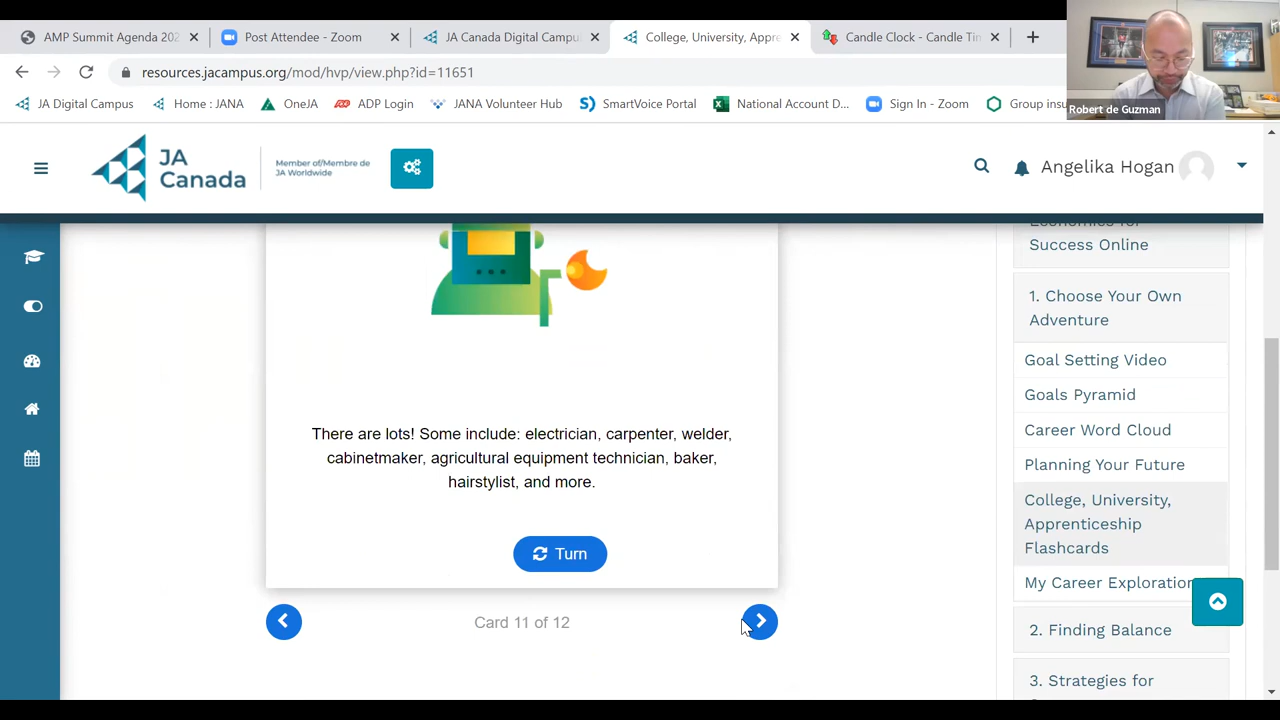 AMP Summit Agenda 202
Post Attendee - Zoom
JA Canada Digital Campu
College, University, Appre
Candle Clock - Candle Tin
resources.jacampus.org/mod/hvp/view.php?id=11651
JA Digital Campus
Home : JANA
OneJA
ADP Login
JANA Volunteer Hub
SmartVoice Portal
National Account D...
Sign In - Zoom
Group insu
Robert de Guzman
JA
Canada
Member of/Membre de
JA Worldwide
Angelika Hogan
Economics for
Success Online
1. Choose Your Own
Adventure
Goal Setting Video
Goals Pyramid
Career Word Cloud
Planning Your Future
College, University,
Apprenticeship
Flashcards
My Career Exploration
2. Finding Balance
3. Strategies for
There are lots! Some include: electrician, carpenter, welder,
cabinetmaker, agricultural equipment technician, baker,
hairstylist, and more.
Turn
Card 11 of 12